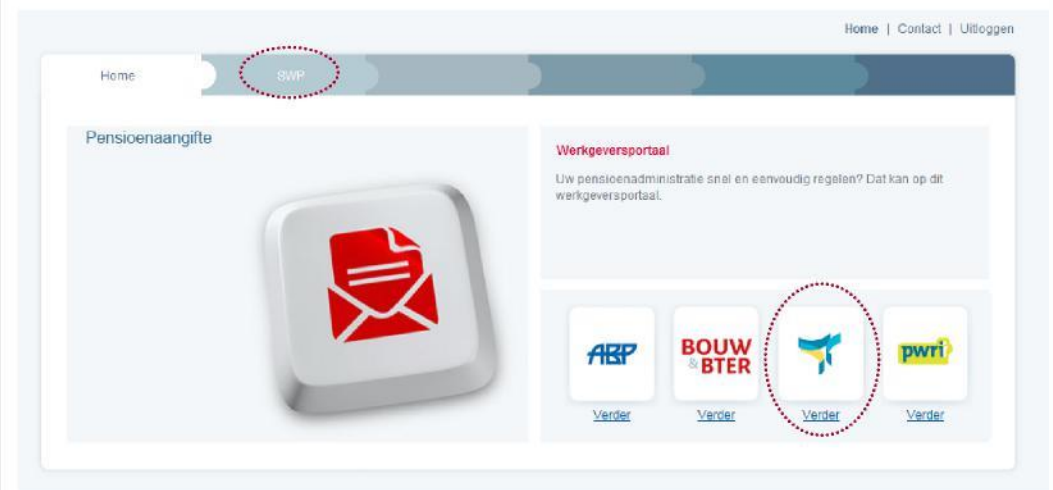 Home | Contact | Uitloggen
Home
SWP
Pensioenaangifte
Werkgeversportaal
Uw pensioenadministratie snel en eenvoudig regelen? Dat kan op dit
werkgeversportaal.
ABP
BOUW
& BTER
pwri
Verder
Verder
Verder
Verder